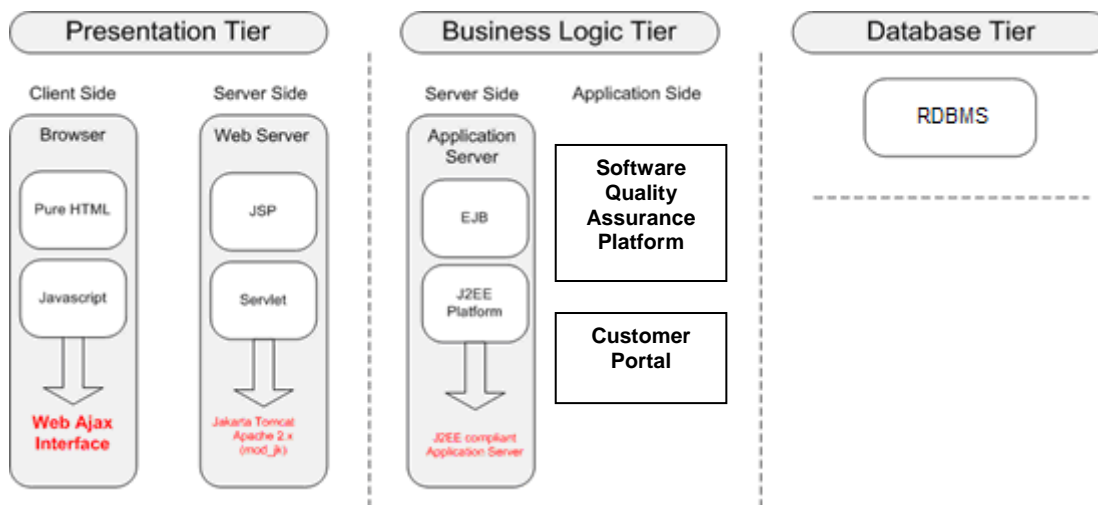 Presentation Tier
Business Logic Tier
Database Tier
Client Side
Server Side
Server Side
Application Side
Browser
Pure HTML
Javascript
Web Ajax
Interface
Web Server
JSP
Servlet
Jakarta Tomcat
Apache 2.x
(mod_jk)
Application
Server
EJB
J2EE
Platform
J2EE compliant
Application Server
Software
Quality
Assurance
Platform
Customer
Portal
RDBMS